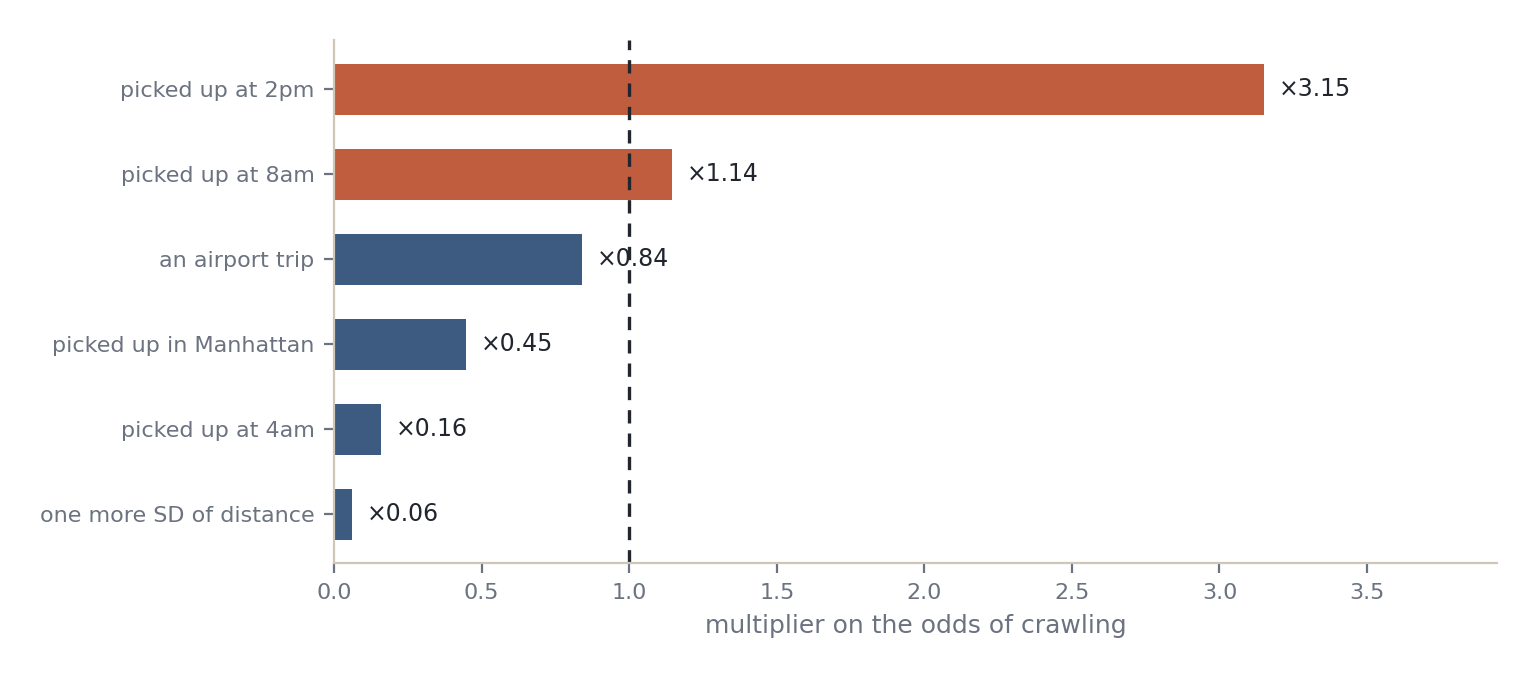 picked up at 2pm
×3.15
picked up at 8am
×1.14
an airport trip
×0.84
picked up in Manhattan
×0.45
picked up at 4am
×0.16
one more SD of distance
×0.06
0.0 0.5 1.0 1.5 2.0 2.5 3.0 3.5
multiplier on the odds of crawling